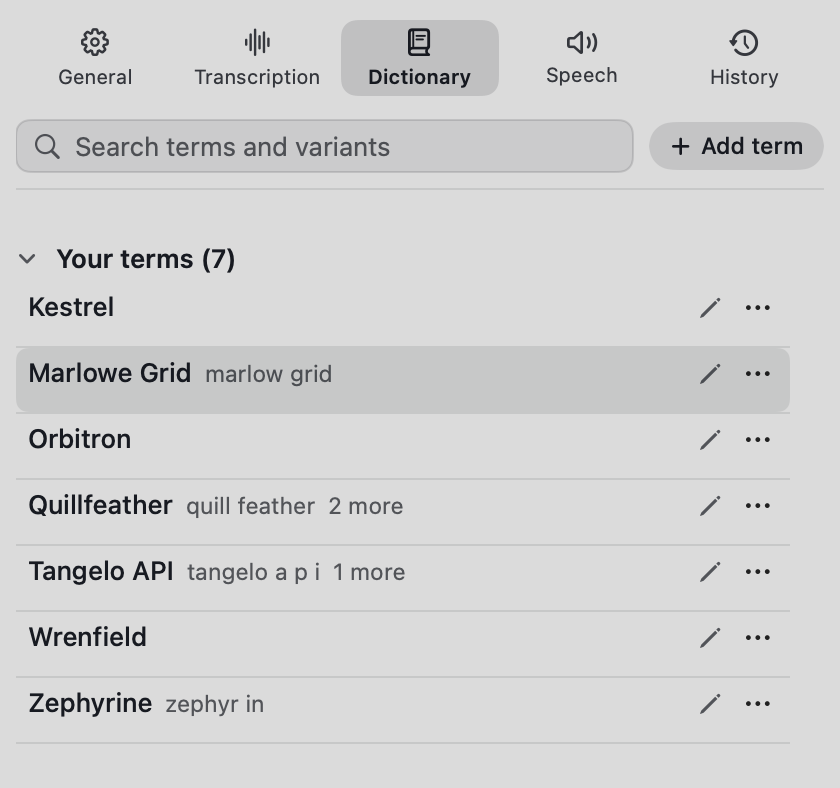 General Transcription Dictionary Speech History
Search terms and variants
+ Add term
Your terms (7)
Kestrel
Marlowe Grid marlow grid
Orbitron
Quillfeather quill feather 2 more
Tangelo API tangelo a p i 1 more
Wrenfield
Zephyrine zephyr in